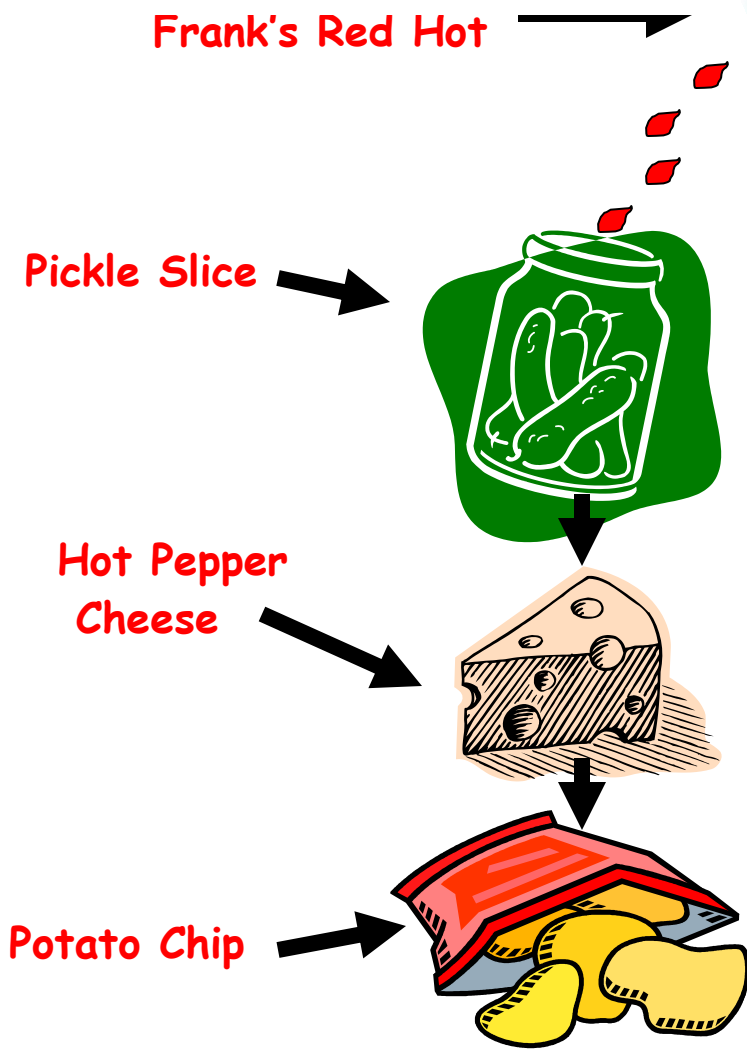 Frank's Red Hot
Pickle Slice
Hot Pepper
Cheese
Potato Chip